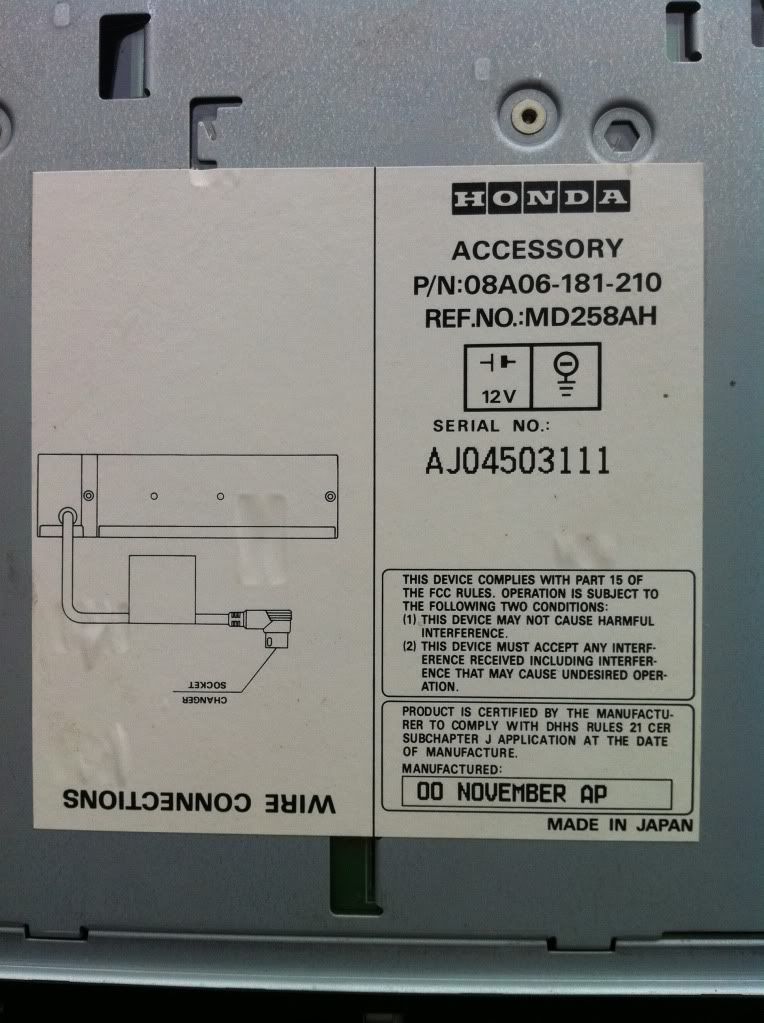 HONDA
ACCESSORY
P/N:08A06-181-210
REF.NO.:MD258AH
12V
SERIAL NO.:
AJ04503111
THIS DEVICE COMPLIES WITH PART 15 OF
THE FCC RULES. OPERATION IS SUBJECT TO
THE FOLLOWING TWO CONDITIONS:
(1) THIS DEVICE MAY NOT CAUSE HARMFUL
INTERFERENCE.
(2) THIS DEVICE MUST ACCEPT ANY INTERF-
ERENCE RECEIVED INCLUDING INTERFER-
ENCE THAT MAY CAUSE UNDESIRED OPER-
ATION.
PRODUCT IS CERTIFIED BY THE MANUFACTU-
RER TO COMPLY WITH DHHS RULES 21 CER
SUBCHAPTER J APPLICATION AT THE DATE
OF MANUFACTURE.
MANUFACTURED:
00 NOVEMBER AP
MADE IN JAPAN
WIRE CONNECTIONS
CHANGER
SOCKET